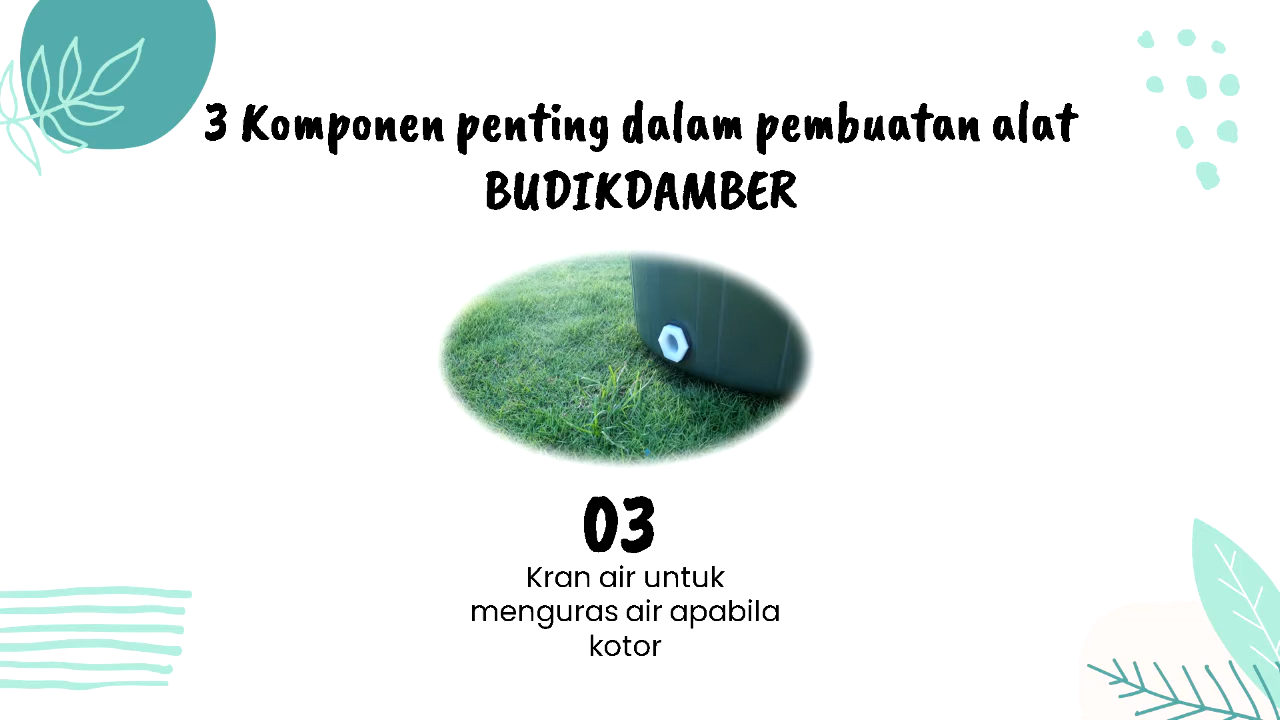 3 Komponen penting dalam pembuatan alat
BUDIKDAMBER
03
Kran air untuk
menguras air apabila
kotor